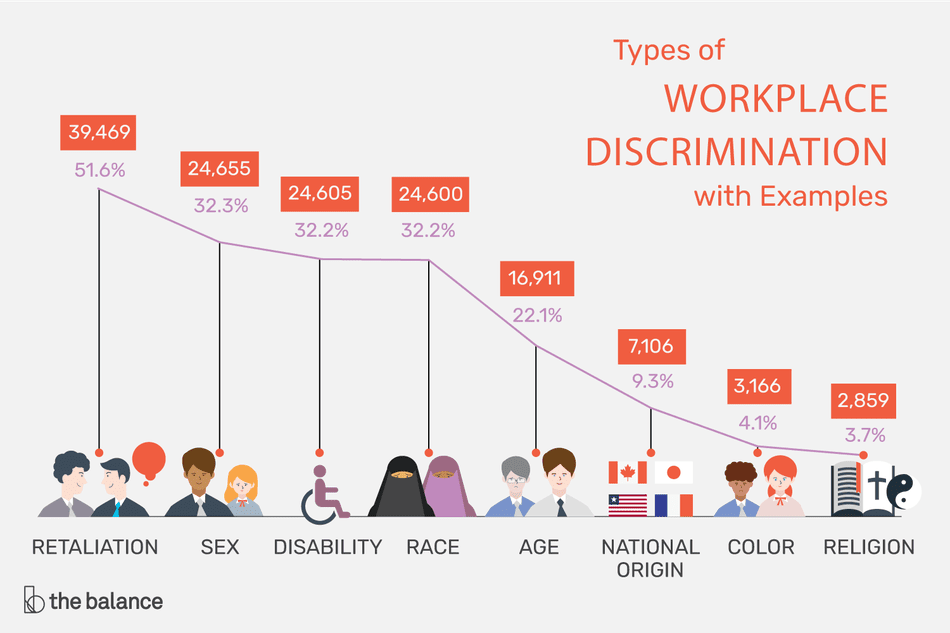 Types of
WORKPLACE
DISCRIMINATION
with Examples
39,469
51.6%
24,655
32.3%
24,605
32.2%
24,600
32.2%
16,911
22.1%
7,106
9.3%
3,166
4.1%
2,859
3.7%
RETALIATION
SEX
DISABILITY
RACE
AGE
NATIONAL
ORIGIN
COLOR
RELIGION
the balance